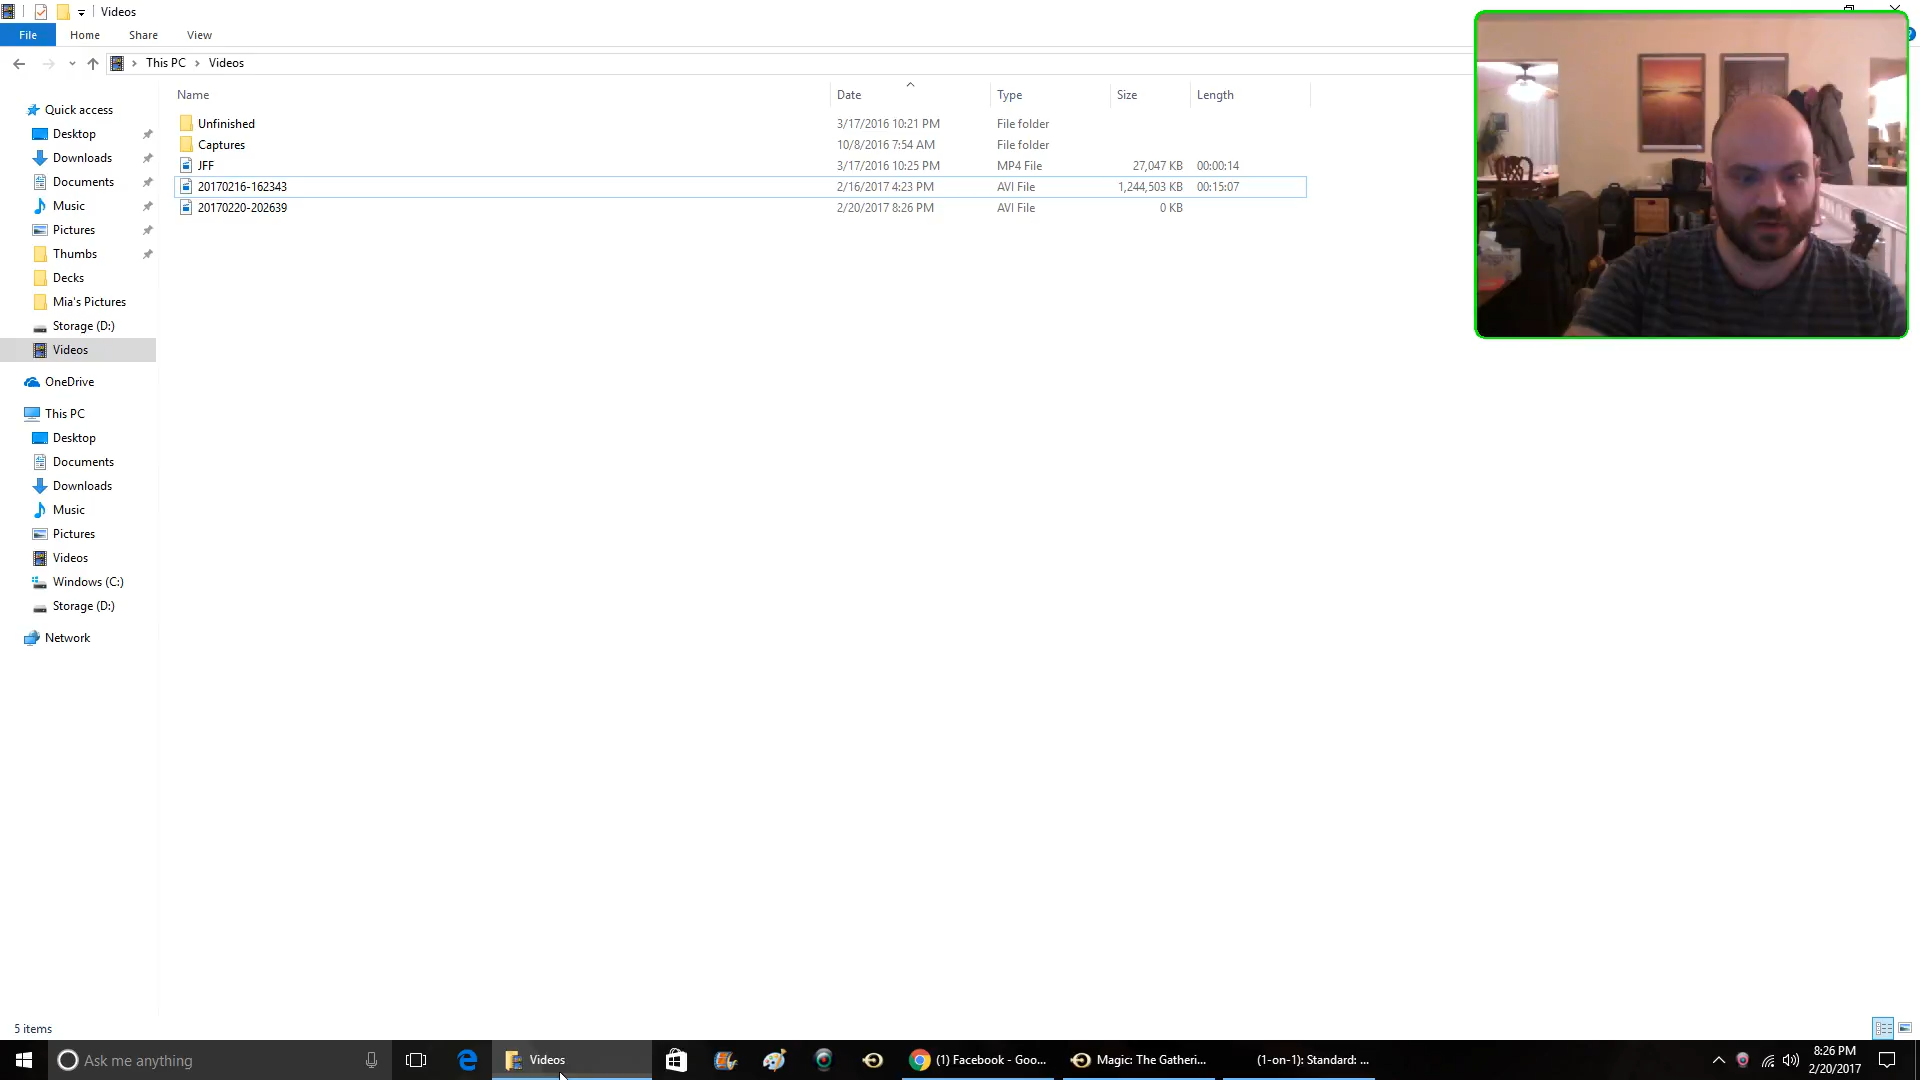 Videos
File Home Share View
This PC Videos
Name Date Type Size Length
Unfinished 3/17/2016 10:21 PM File folder
Captures 10/8/2016 7:54 AM File folder
JFF 3/17/2016 10:25 PM MP4 File 27,047 KB 00:00:14
20170216-162343 2/16/2017 4:23 PM AVI File 1,244,503 KB 00:15:07
20170220-202639 2/20/2017 8:26 PM AVI File 0 KB
Quick access
Desktop
Downloads
Documents
Music
Pictures
Thumbs
Decks
Mia's Pictures
Storage (D:)
Videos
OneDrive
This PC
Desktop
Documents
Downloads
Music
Pictures
Videos
Windows (C:)
Storage (D:)
Network
5 items
Ask me anything
Videos
(1) Facebook - Goo...
Magic: The Gatheri...
(1-on-1): Standard: ...
8:26 PM
2/20/2017